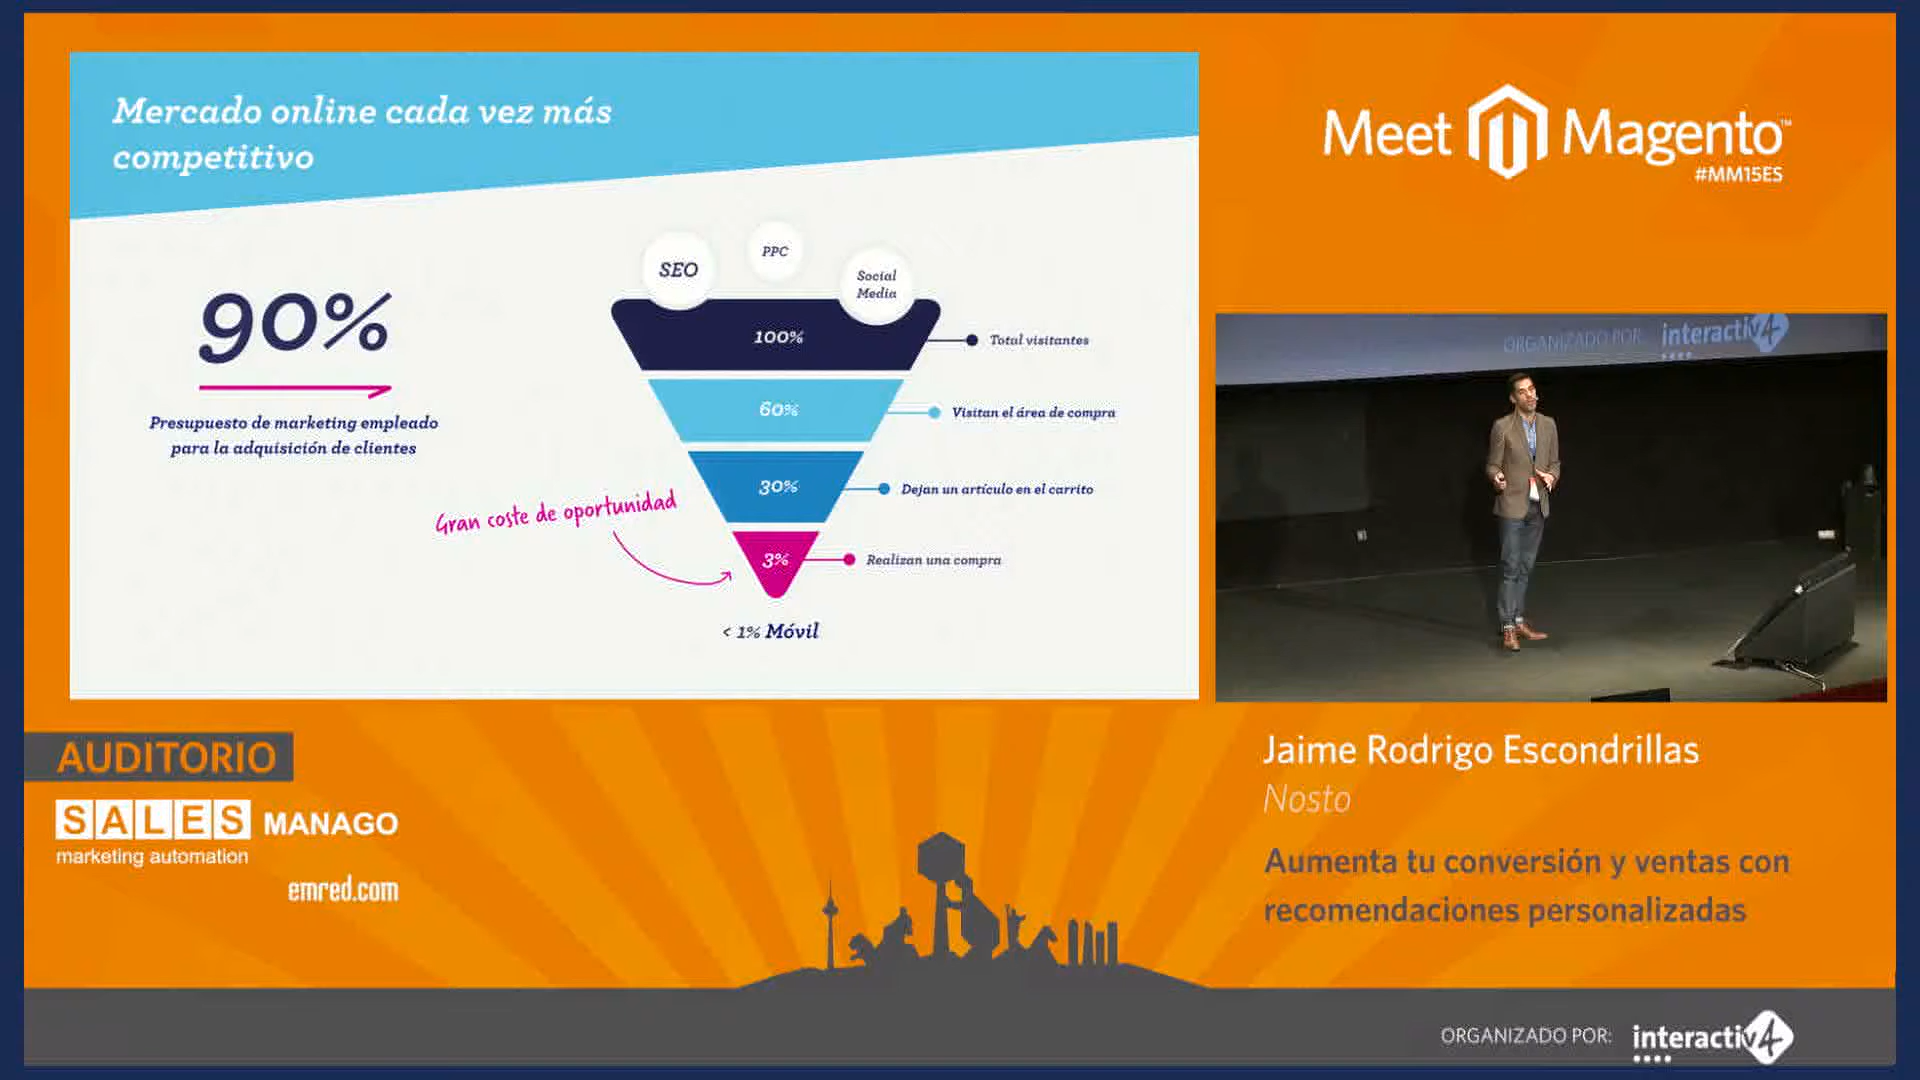 Mercado online cada vez más
competitivo
90%
Presupuesto de marketing empleado
para la adquisición de clientes
SEO
PPC
Social
Media
100%
Total visitantes
60%
Visitan el área de compra
30%
Dejan un artículo en el carrito
Gran coste de oportunidad
3%
Realizan una compra
< 1% Móvil
Meet Magento™
#MM15ES
ORGANIZADO POR: interactiv4
Jaime Rodrigo Escondrillas
Nosto
Aumenta tu conversión y ventas con
recomendaciones personalizadas
AUDITORIO
SALES MANAGO
marketing automation
emred.com
ORGANIZADO POR: interactiv4